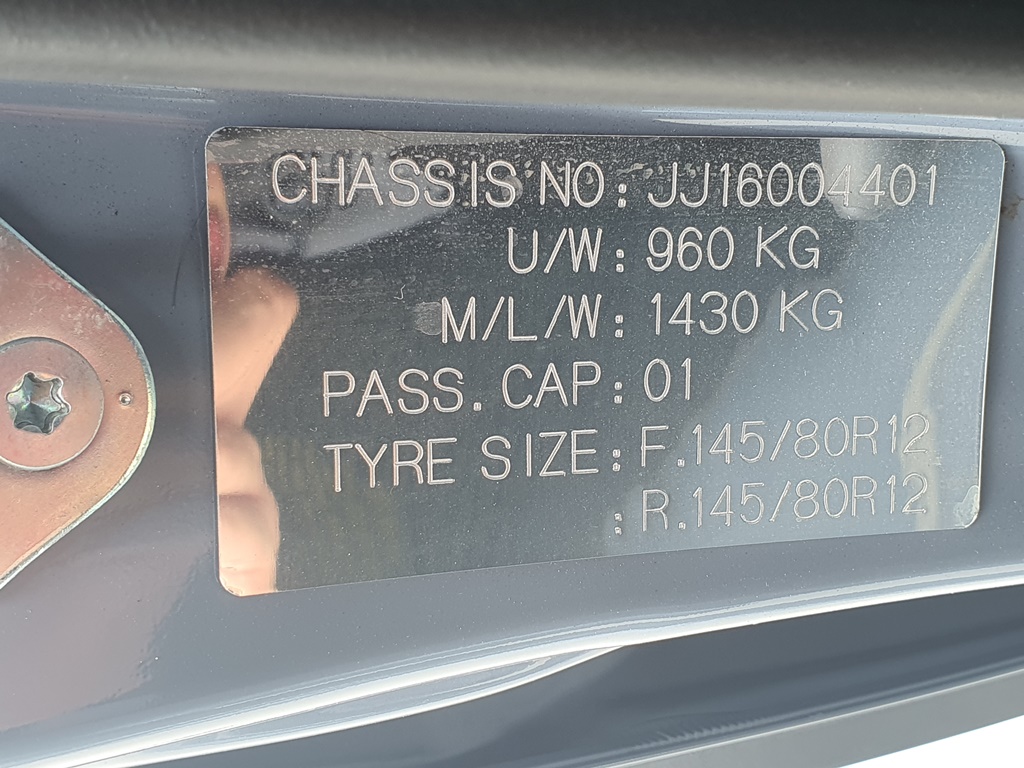 CHASSIS NO: JJ16004401
U/W: 960 KG
M/L/W: 1430 KG
PASS. CAP: 01
TYRE SIZE: F.145/80R12
: R.145/80R12